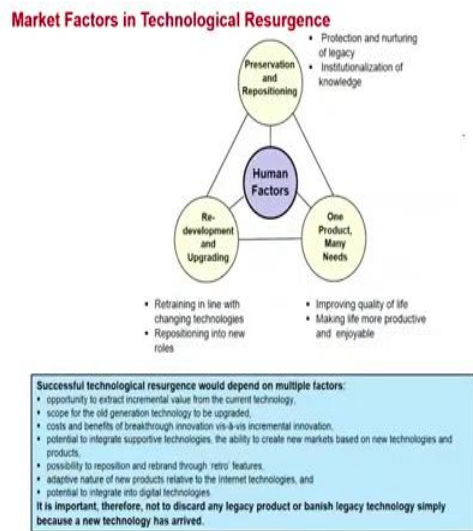 Market Factors in Technological Resurgence
• Protection and nurturing
of legacy
• Institutionalization of
knowledge
Preservation
and
Repositioning
Human
Factors
Re-
development
and
Upgrading
One
Product,
Many
Needs
• Retraining in line with
changing technologies
• Repositioning into new
roles
• Improving quality of life
• Making life more productive
and enjoyable
Successful technological resurgence would depend on multiple factors:
• opportunity to extract incremental value from the current technology,
• scope for the old generation technology to be upgraded,
• costs and benefits of breakthrough innovation vis-à-vis incremental innovation,
• potential to integrate supportive technologies, the ability to create new markets based on new technologies and
products,
• possibility to reposition and rebrand through 'retro' features,
• adaptive nature of new products relative to the Internet technologies, and
• potential to integrate into digital technologies
It is important, therefore, not to discard any legacy product or banish legacy technology simply
because a new technology has arrived.